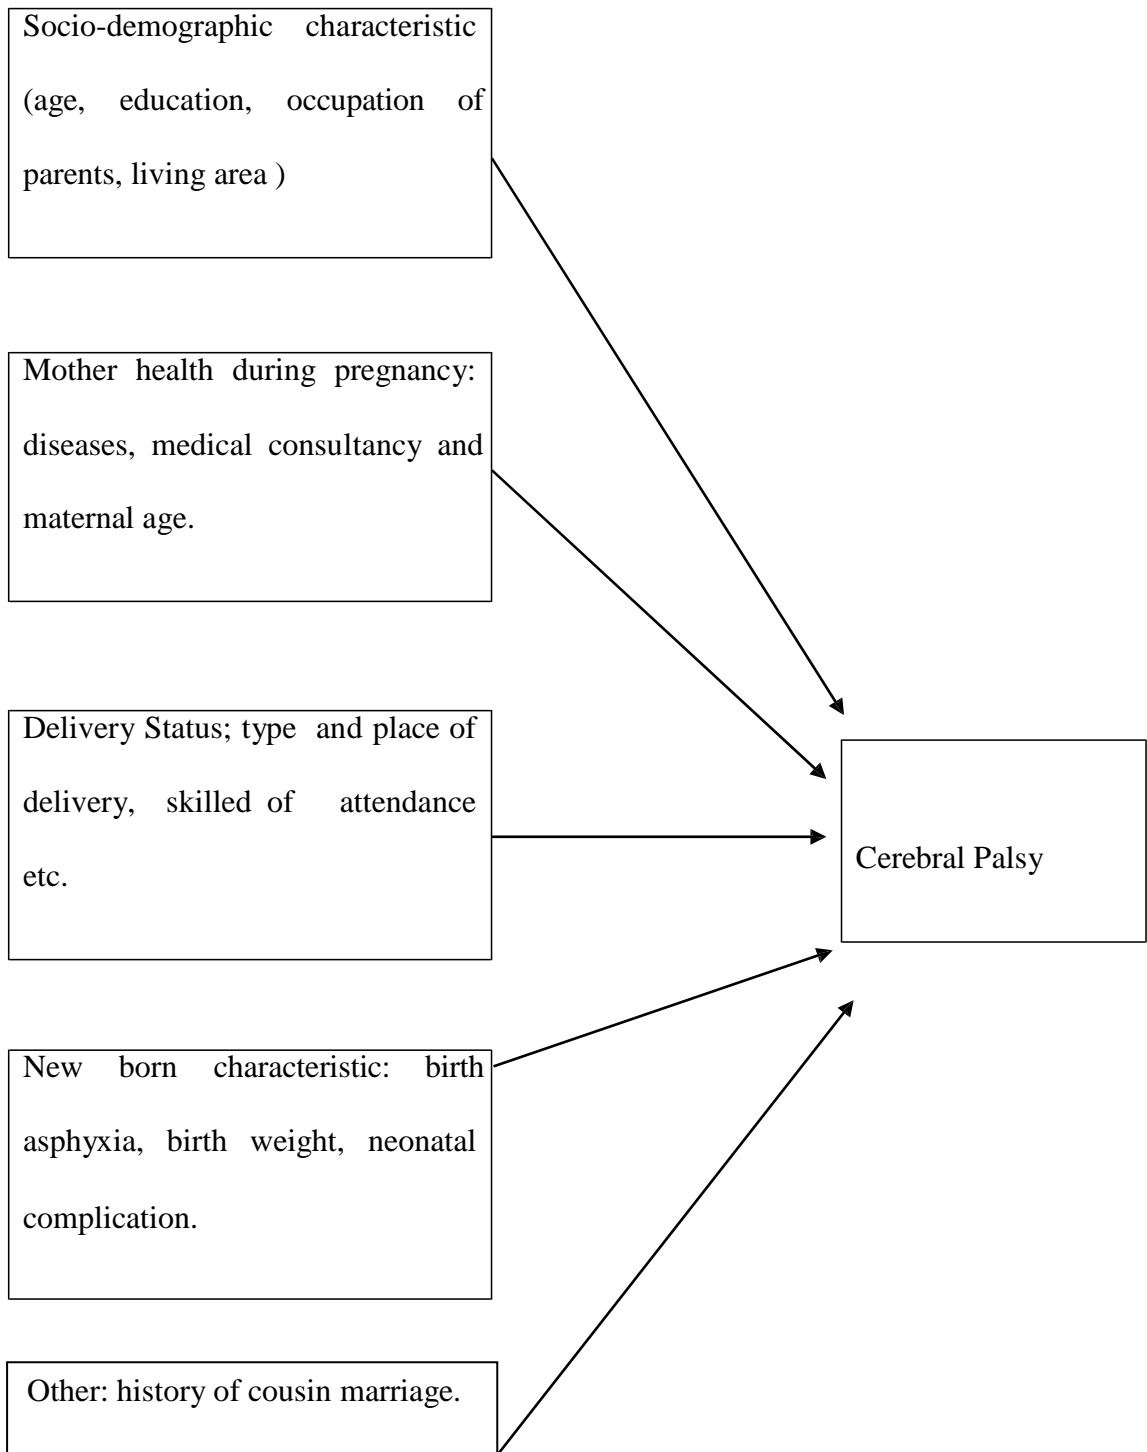 Socio-demographic characteristic
(age, education, occupation of
parents, living area )
Mother health during pregnancy:
diseases, medical consultancy and
maternal age.
Delivery Status; type and place of
delivery, skilled of attendance
etc.
Cerebral Palsy
New born characteristic: birth
asphyxia, birth weight, neonatal
complication.
Other: history of cousin marriage.